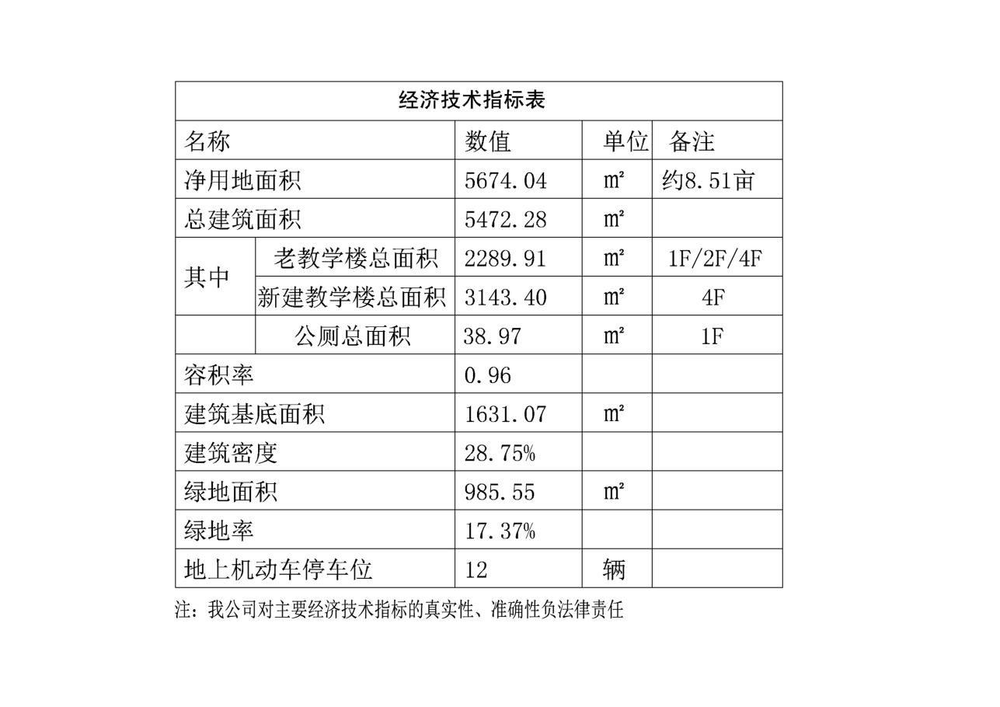 经济技术指标表
名称 数值 单位 备注
净用地面积 5674.04 m² 约8.51亩
总建筑面积 5472.28 m²
其中 老教学楼总面积 2289.91 m² 1F/2F/4F
新建教学楼总面积 3143.40 m² 4F
公厕总面积 38.97 m² 1F
容积率 0.96
建筑基底面积 1631.07 m²
建筑密度 28.75%
绿地面积 985.55 m²
绿地率 17.37%
地上机动车停车位 12 辆
注：我公司对主要经济技术指标的真实性、准确性负法律责任